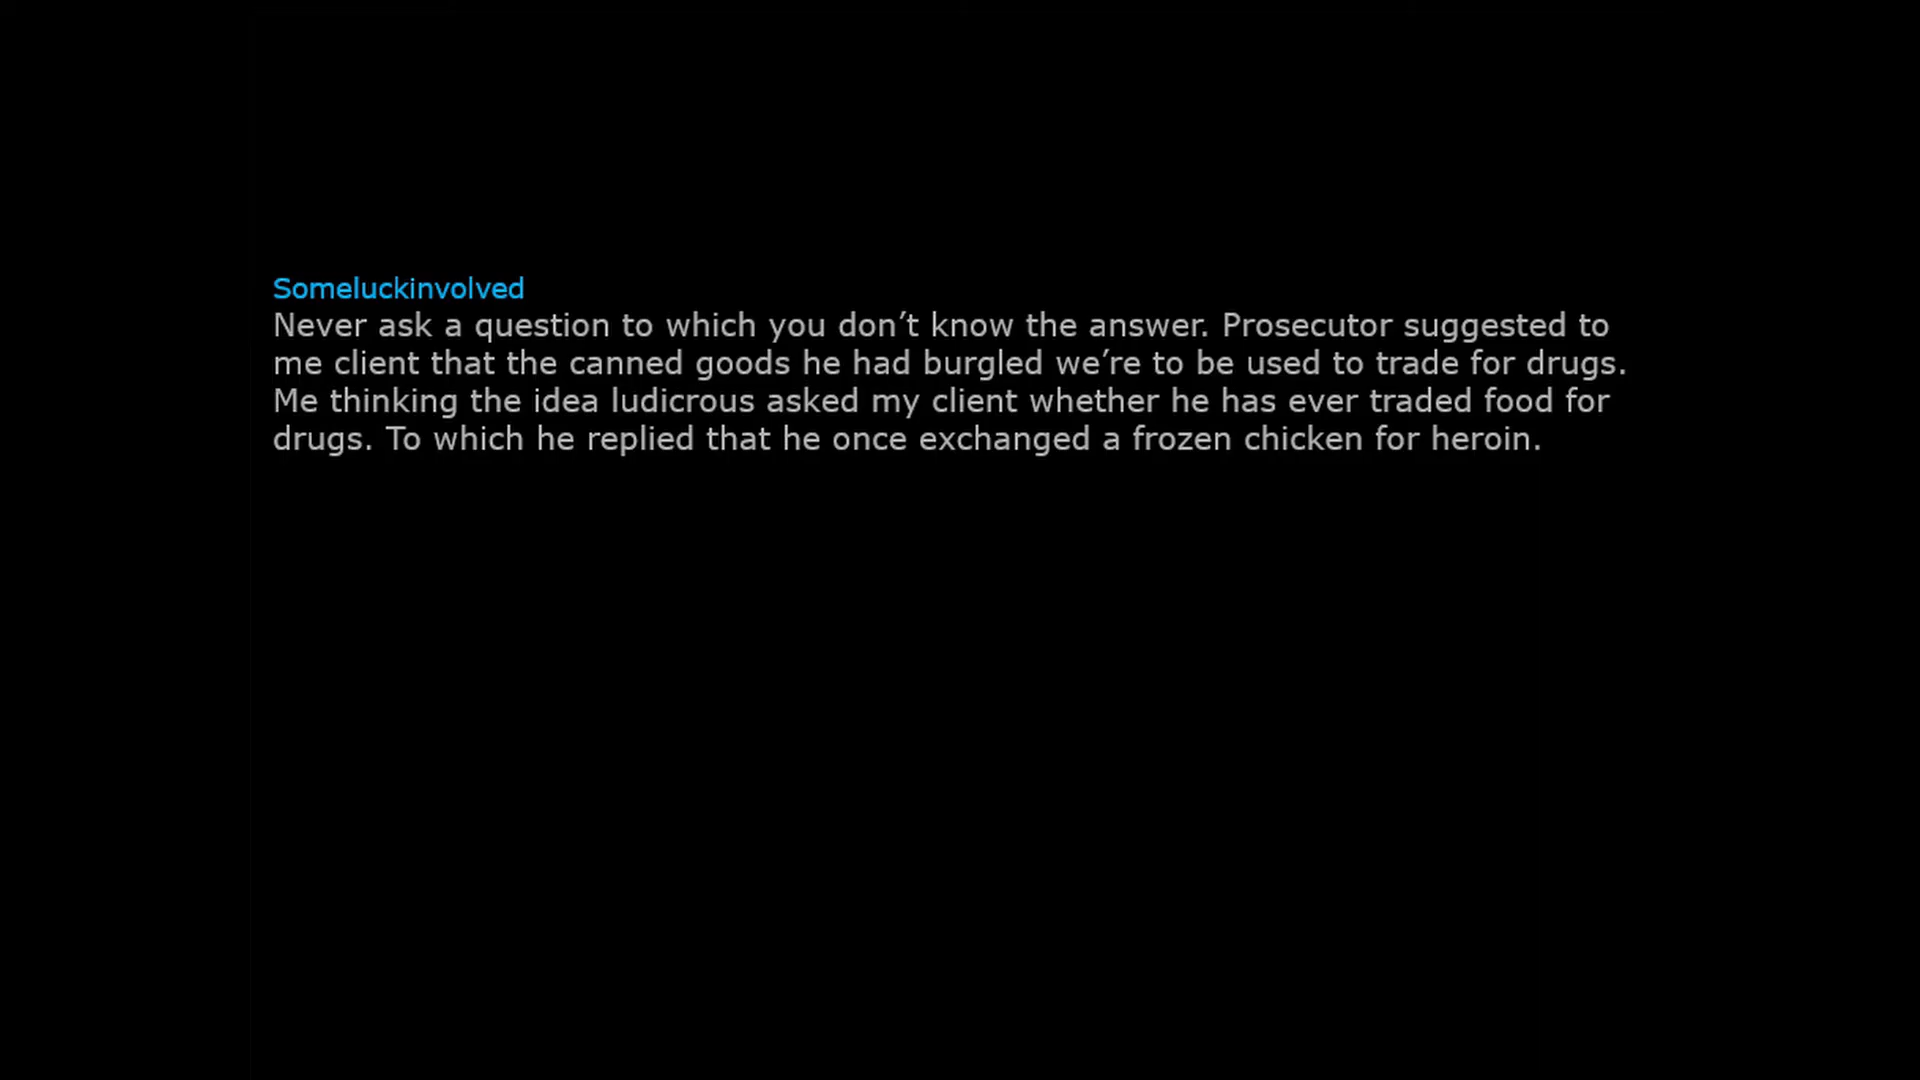 Someluckinvolved
Never ask a question to which you don’t know the answer. Prosecutor suggested to
me client that the canned goods he had burgled we’re to be used to trade for drugs.
Me thinking the idea ludicrous asked my client whether he has ever traded food for
drugs. To which he replied that he once exchanged a frozen chicken for heroin.